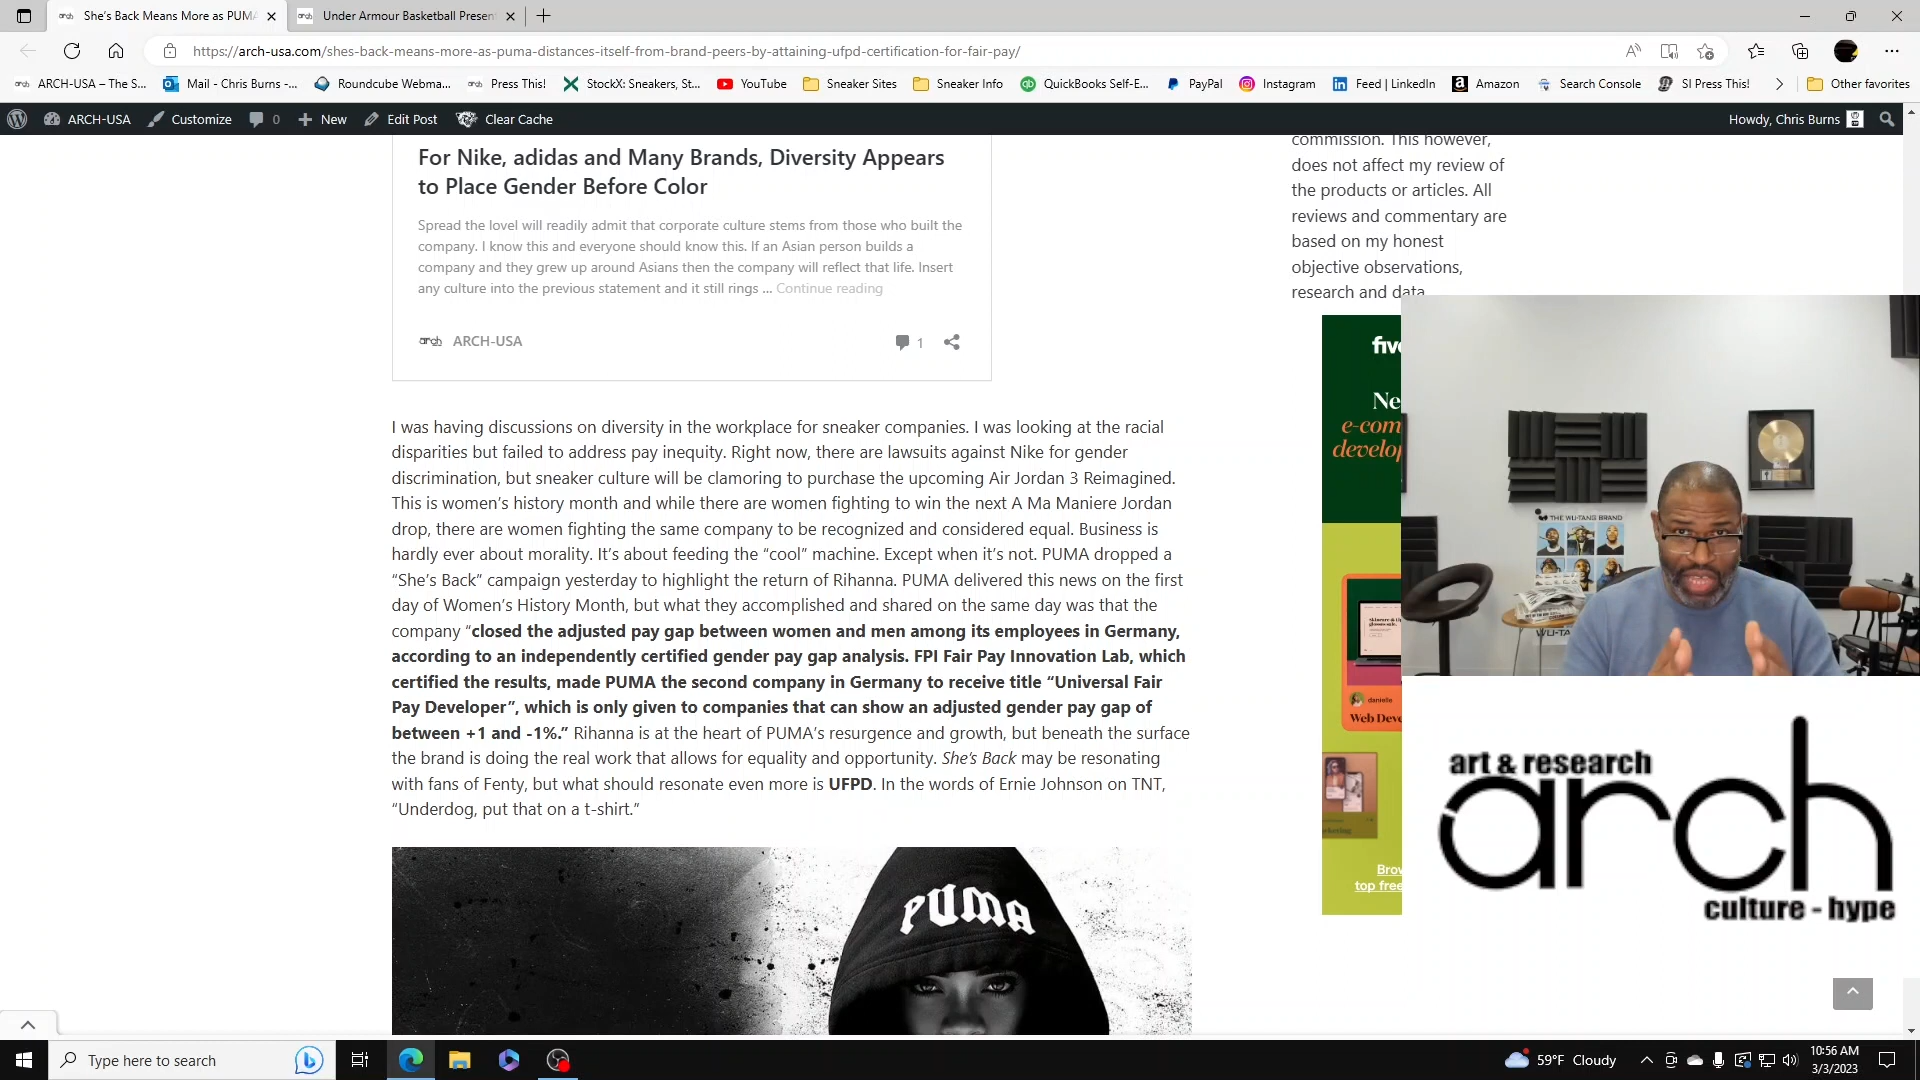 She's Back Means More as PUMA
Under Armour Basketball Presen
https://arch-usa.com/shes-back-means-more-as-puma-distances-itself-from-brand-peers-by-attaining-ufpd-certification-for-fair-pay/
ARCH-USA – The S...
Mail - Chris Burns -...
Roundcube Webma...
Press This!
StockX: Sneakers, St...
YouTube
Sneaker Sites
Sneaker Info
QuickBooks Self-E...
PayPal
Instagram
Feed | LinkedIn
Amazon
Search Console
SI Press This!
Other favorites
ARCH-USA
Customize
0
New
Edit Post
Clear Cache
Howdy, Chris Burns
For Nike, adidas and Many Brands, Diversity Appears
to Place Gender Before Color
Spread the loveI will readily admit that corporate culture stems from those who built the
company. I know this and everyone should know this. If an Asian person builds a
company and they grew up around Asians then the company will reflect that life. Insert
any culture into the previous statement and it still rings ... Continue reading
arch ARCH-USA
1
I was having discussions on diversity in the workplace for sneaker companies. I was looking at the racial
disparities but failed to address pay inequity. Right now, there are lawsuits against Nike for gender
discrimination, but sneaker culture will be clamoring to purchase the upcoming Air Jordan 3 Reimagined.
This is women's history month and while there are women fighting to win the next A Ma Maniere Jordan
drop, there are women fighting the same company to be recognized and considered equal. Business is
hardly ever about morality. It's about feeding the “cool” machine. Except when it's not. PUMA dropped a
“She's Back” campaign yesterday to highlight the return of Rihanna. PUMA delivered this news on the first
day of Women's History Month, but what they accomplished and shared on the same day was that the
company “closed the adjusted pay gap between women and men among its employees in Germany,
according to an independently certified gender pay gap analysis. FPI Fair Pay Innovation Lab, which
certified the results, made PUMA the second company in Germany to receive title “Universal Fair
Pay Developer”, which is only given to companies that can show an adjusted gender pay gap of
between +1 and -1%.” Rihanna is at the heart of PUMA's resurgence and growth, but beneath the surface
the brand is doing the real work that allows for equality and opportunity. She's Back may be resonating
with fans of Fenty, but what should resonate even more is UFPD. In the words of Ernie Johnson on TNT,
“Underdog, put that on a t-shirt.”
PUMA
commission. This however,
does not affect my review of
the products or articles. All
reviews and commentary are
based on my honest
objective observations,
research and data
five
Ne
e-com
develo
danielle
Web Deve
Brow
top free
THE WU-TANG BRAND
WU-TA
art & research
arch
culture - hype
Type here to search
59°F Cloudy
10:56 AM
3/3/2023